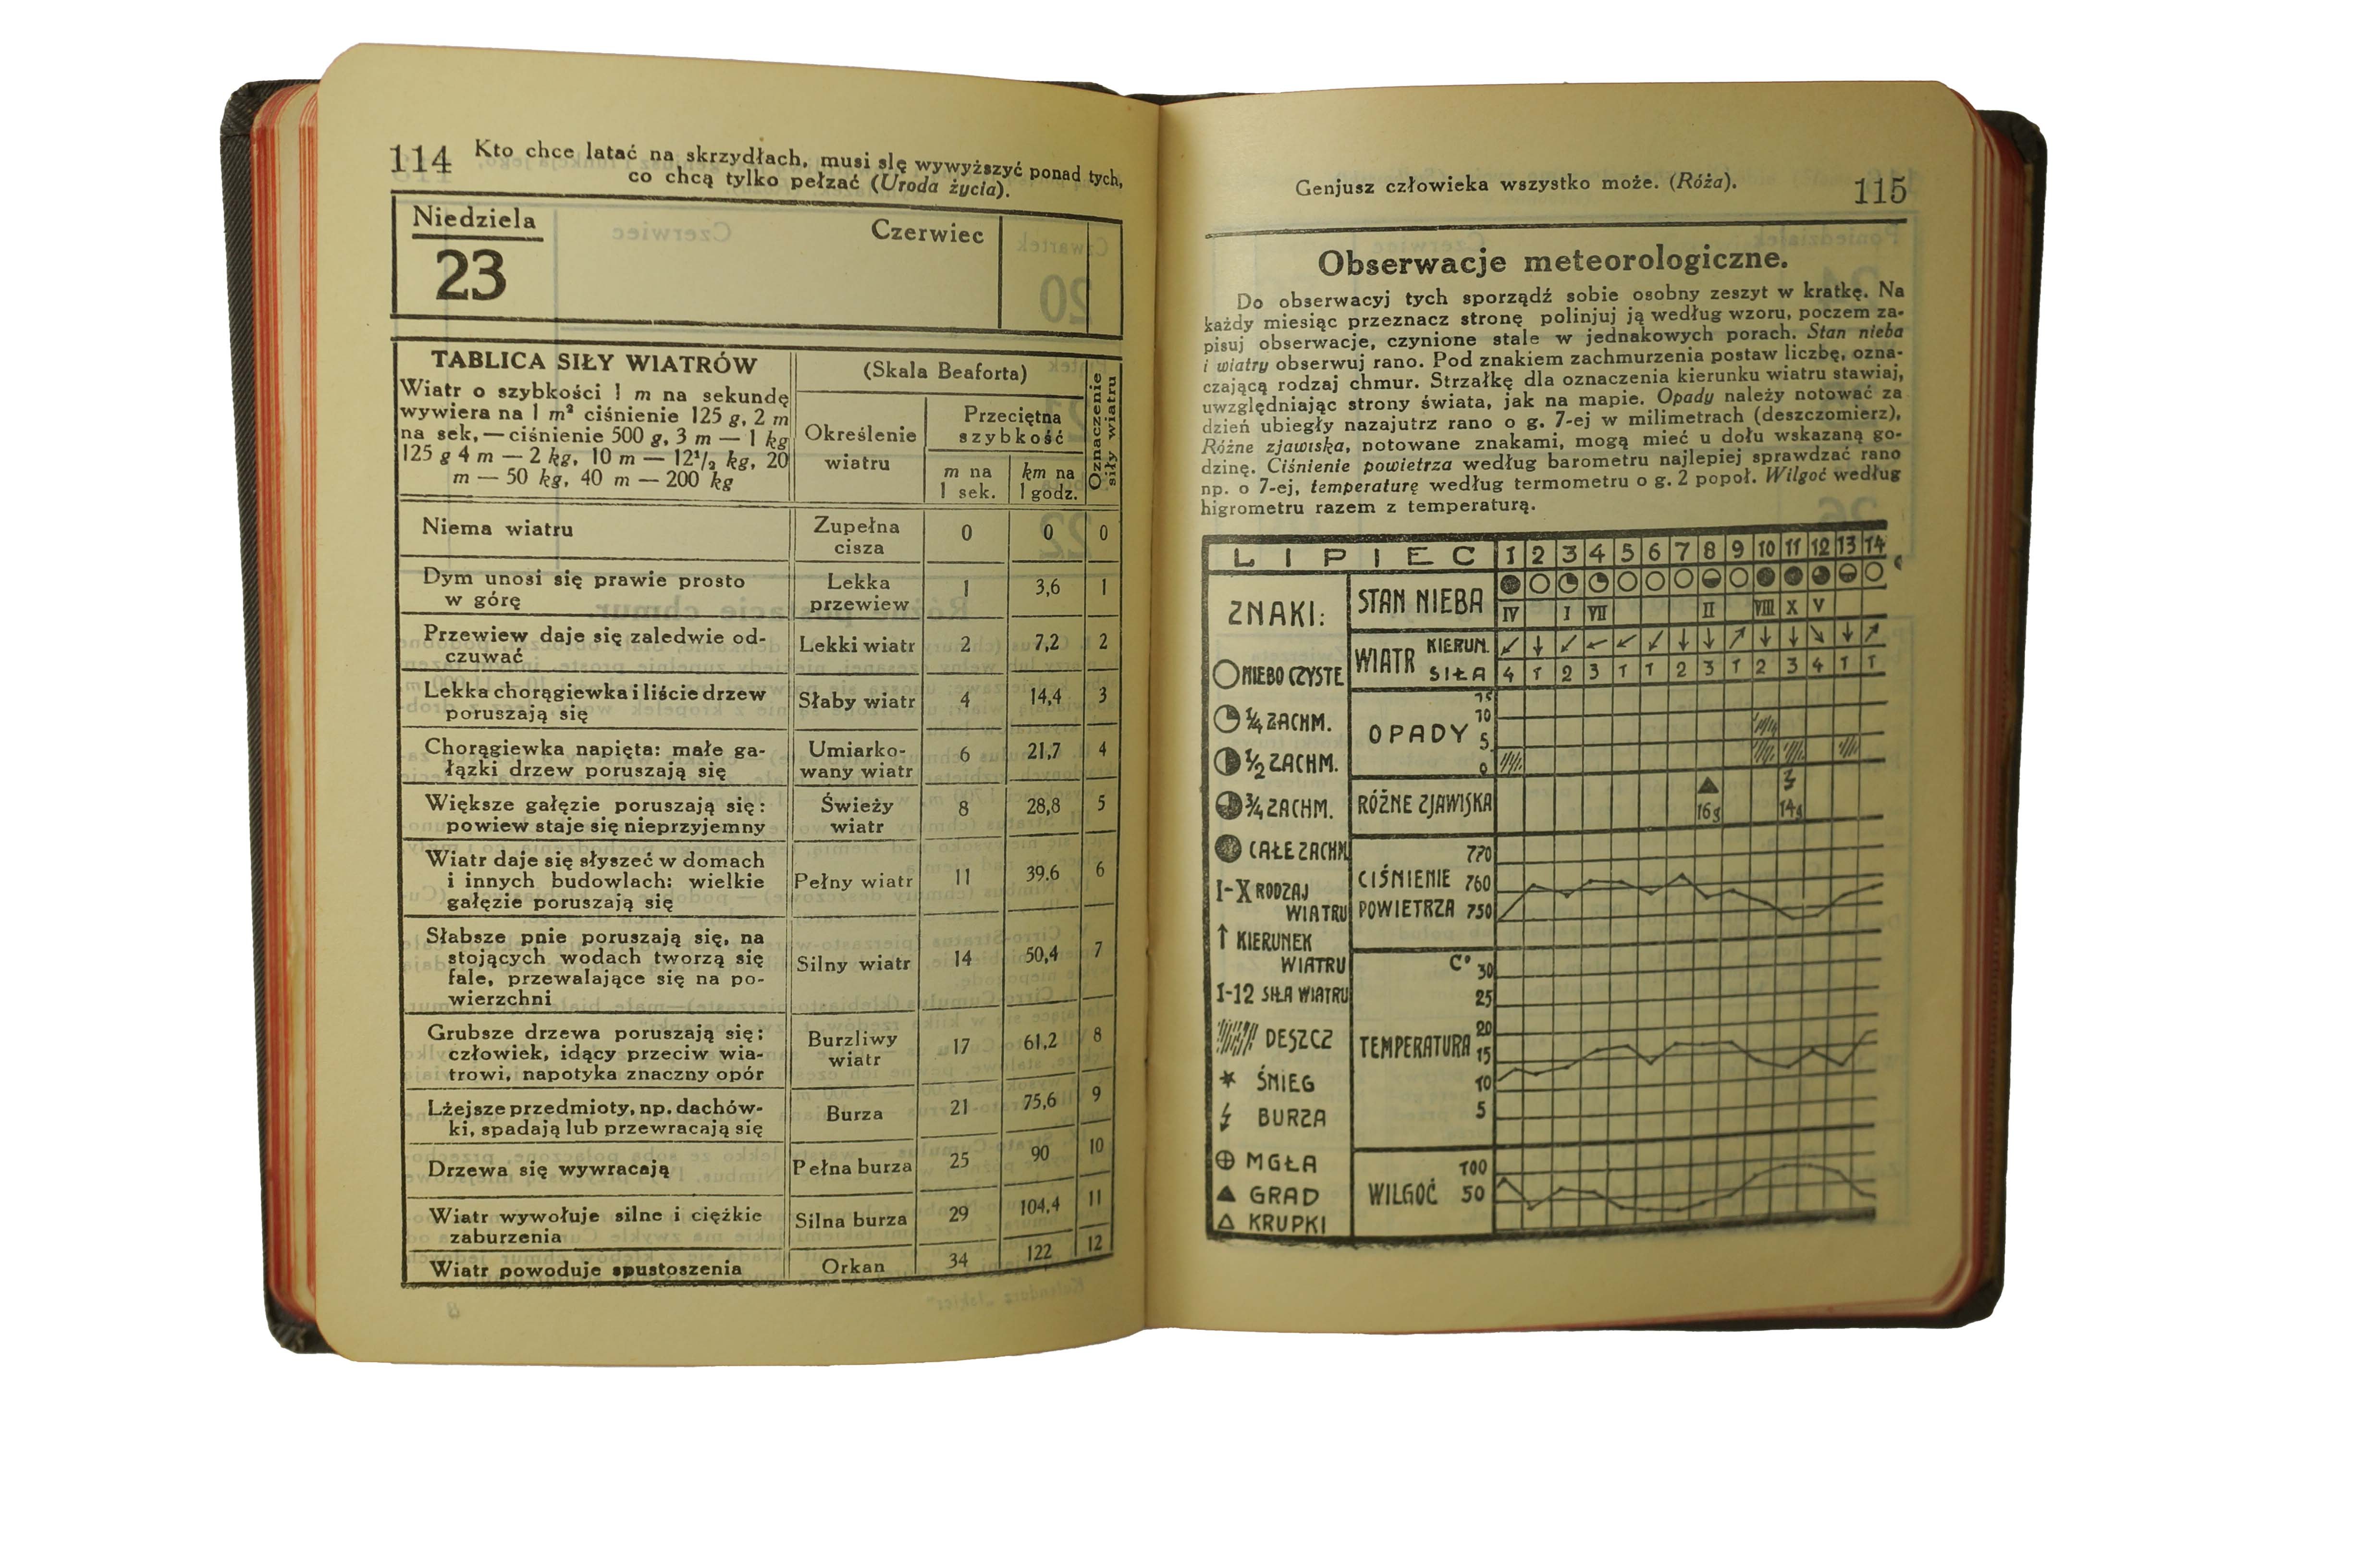 114 Kto chce latać na skrzydłach, musi slę wywyższyć ponad tych,
co chcą tylko pełzać (Uroda życia).
Niedziela
Czerwiec
23
TABLICA SIŁY WIATRÓW
Wiatr o szybkości 1 m na sekundę
wywiera na 1 m² ciśnienie 125 g, 2 m
na sek, — ciśnienie 500 g, 3 m — 1 kg
125 g 4 m — 2 kg, 10 m — 12¹/₂ kg, 20
m — 50 kg, 40 m — 200 kg
(Skala Beaforta)
Określenie
wiatru
Przeciętna
szybkość
m na
1 sek.
km na
1 godz.
Oznaczenie
siły wiatru
Niema wiatru
Zupełna
cisza
0 0 0
Dym unosi się prawie prosto
w górę
Lekka
przewiew
1 3,6 1
Przewiew daje się zaledwie od-
czuwać
Lekki wiatr 2 7,2 2
Lekka chorągiewka i liście drzew
poruszają się
Słaby wiatr 4 14,4 3
Chorągiewka napięta: małe ga-
łązki drzew poruszają się
Umiarko-
wany wiatr
6 21,7 4
Większe gałęzie poruszają się:
powiew staje się nieprzyjemny
Świeży
wiatr
8 28,8 5
Wiatr daje się słyszeć w domach
i innych budowlach: wielkie
gałęzie poruszają się
Pełny wiatr 11 39.6 6
Słabsze pnie poruszają się, na
stojących wodach tworzą się
fale, przewalające się na po-
wierzchni
Silny wiatr 14 50,4 7
Grubsze drzewa poruszają się;
człowiek, idący przeciw wia-
trowi, napotyka znaczny opór
Burzliwy
wiatr
17 61,2 8
Lżejsze przedmioty, np. dachów-
ki, spadają lub przewracają się
Burza 21 75,6 9
Drzewa się wywracają
Pełna burza 25 90 10
Wiatr wywołuje silne i ciężkie
zaburzenia
Silna burza 29 104,4 11
Wiatr powoduje spustoszenia
Orkan 34 122 12
Genjusz człowieka wszystko może. (Róża). 115
Obserwacje meteorologiczne.
Do obserwacyj tych sporządź sobie osobny zeszyt w kratkę. Na
każdy miesiąc przeznacz stronę polinjuj ją według wzoru, poczem za-
pisuj obserwacje, czynione stale w jednakowych porach. Stan nieba
i wiatry obserwuj rano. Pod znakiem zachmurzenia postaw liczbę, ozna-
czającą rodzaj chmur. Strzałkę dla oznaczenia kierunku wiatru stawiaj,
uwzględniając strony świata, jak na mapie. Opady należy notować za
dzień ubiegły nazajutrz rano o g. 7-ej w milimetrach (deszczomierz),
Różne zjawiska, notowane znakami, mogą mieć u dołu wskazaną go-
dzinę. Ciśnienie powietrza według barometru najlepiej sprawdzać rano
np. o 7-ej, temperaturę według termometru o g. 2 popoł. Wilgoć według
higrometru razem z temperaturą.
LIPIEC 1 2 3 4 5 6 7 8 9 10 11 12 13 14
ZNAKI:
NIEBO CZYSTE
¼ ZACHM.
½ ZACHM.
¾ ZACHM.
CAŁE ZACHM
I-X RODZAJ
WIATRU
↑ KIERUNEK
WIATRU
1-12 SIŁA WIATRU
DESZCZ
ŚNIEG
BURZA
MGŁA
GRAD
KRUPKI
STAN NIEBA
IV I VII II VIII X V
WIATR
KIERUN.
SIŁA 4 1 2 3 1 1 2 3 1 2 3 4 1 1
OPADY
15
10
5
0
RÓŻNE ZJAWISKA
16g 14g
CIŚNIENIE
POWIETRZA
770
760
750
TEMPERATURA
C° 30
25
20
15
10
5
WILGOĆ
100
50